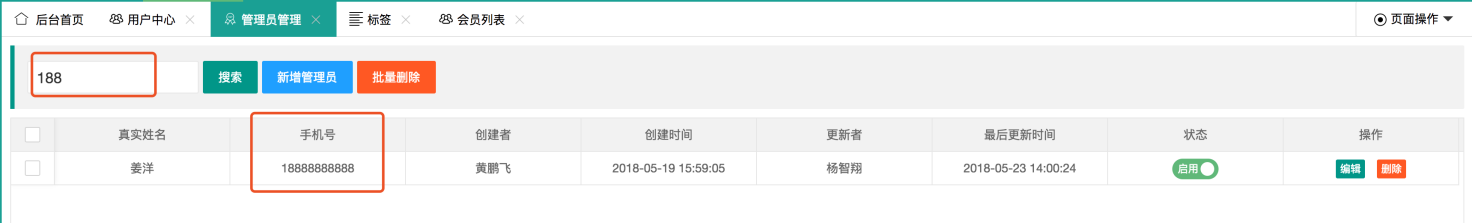 后台首页 用户中心 管理员管理 标签 会员列表 页面操作
188 搜索 新增管理员 批量删除
真实姓名 手机号 创建者 创建时间 更新者 最后更新时间 状态 操作
姜洋 18888888888 黄鹏飞 2018-05-19 15:59:05 杨智翔 2018-05-23 14:00:24 启用 编辑 删除